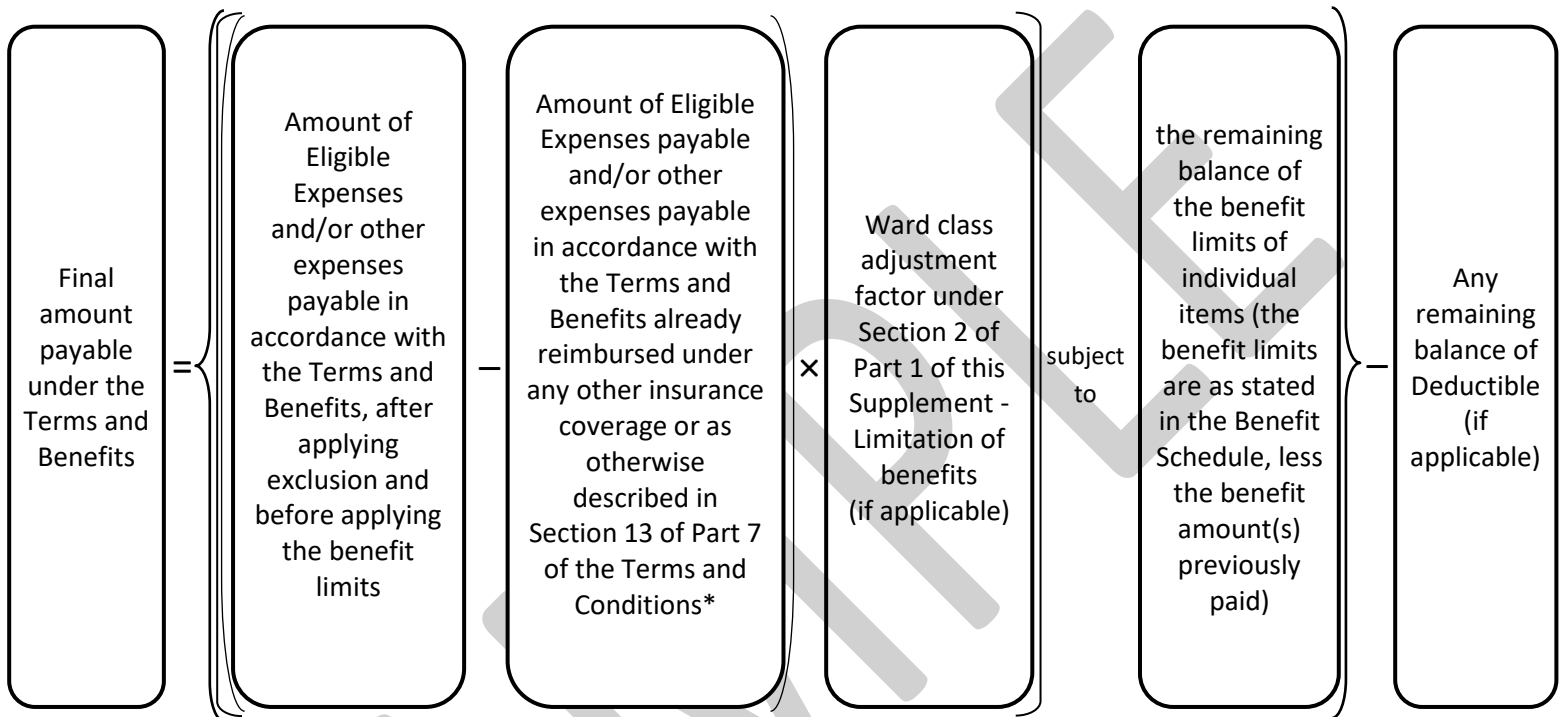 Final
amount
payable
under the
Terms and
Benefits
=
Amount of
Eligible
Expenses
and/or other
expenses
payable in
accordance with
the Terms and
Benefits, after
applying
exclusion and
before applying
the benefit
limits
–
Amount of Eligible
Expenses payable
and/or other
expenses payable
in accordance with
the Terms and
Benefits already
reimbursed under
any other insurance
coverage or as
otherwise
described in
Section 13 of Part 7
of the Terms and
Conditions*
×
Ward class
adjustment
factor under
Section 2 of
Part 1 of this
Supplement -
Limitation of
benefits
(if applicable)
subject
to
the remaining
balance of
the benefit
limits of
individual
items (the
benefit limits
are as stated
in the Benefit
Schedule, less
the benefit
amount(s)
previously
paid)
–
Any
remaining
balance of
Deductible
(if
applicable)